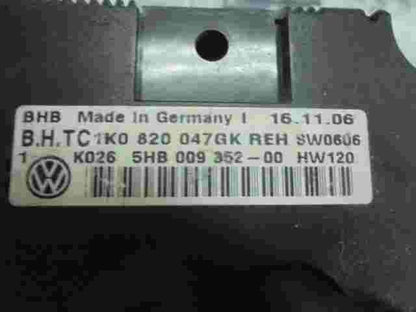 BHB Made In Germany I 16.11.06
B.H.TC 1K0 820 047GK REH SW0606
1 K026 5HB 009 352-00 HW120